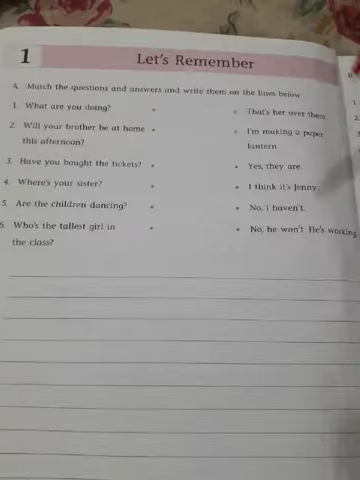 1
Let's Remember
A. Match the questions and answers and write them on the lines below
1. What are you doing?
That's her over there
2. Will your brother be at home
this afternoon?
I'm making a paper
lantern
3. Have you bought the tickets?
Yes, they are.
4. Where's your sister?
I think it's Jenny.
5. Are the children dancing?
No, I haven't.
6. Who's the tallest girl in
the class?
No, he won't He's working
B.
1.
2.